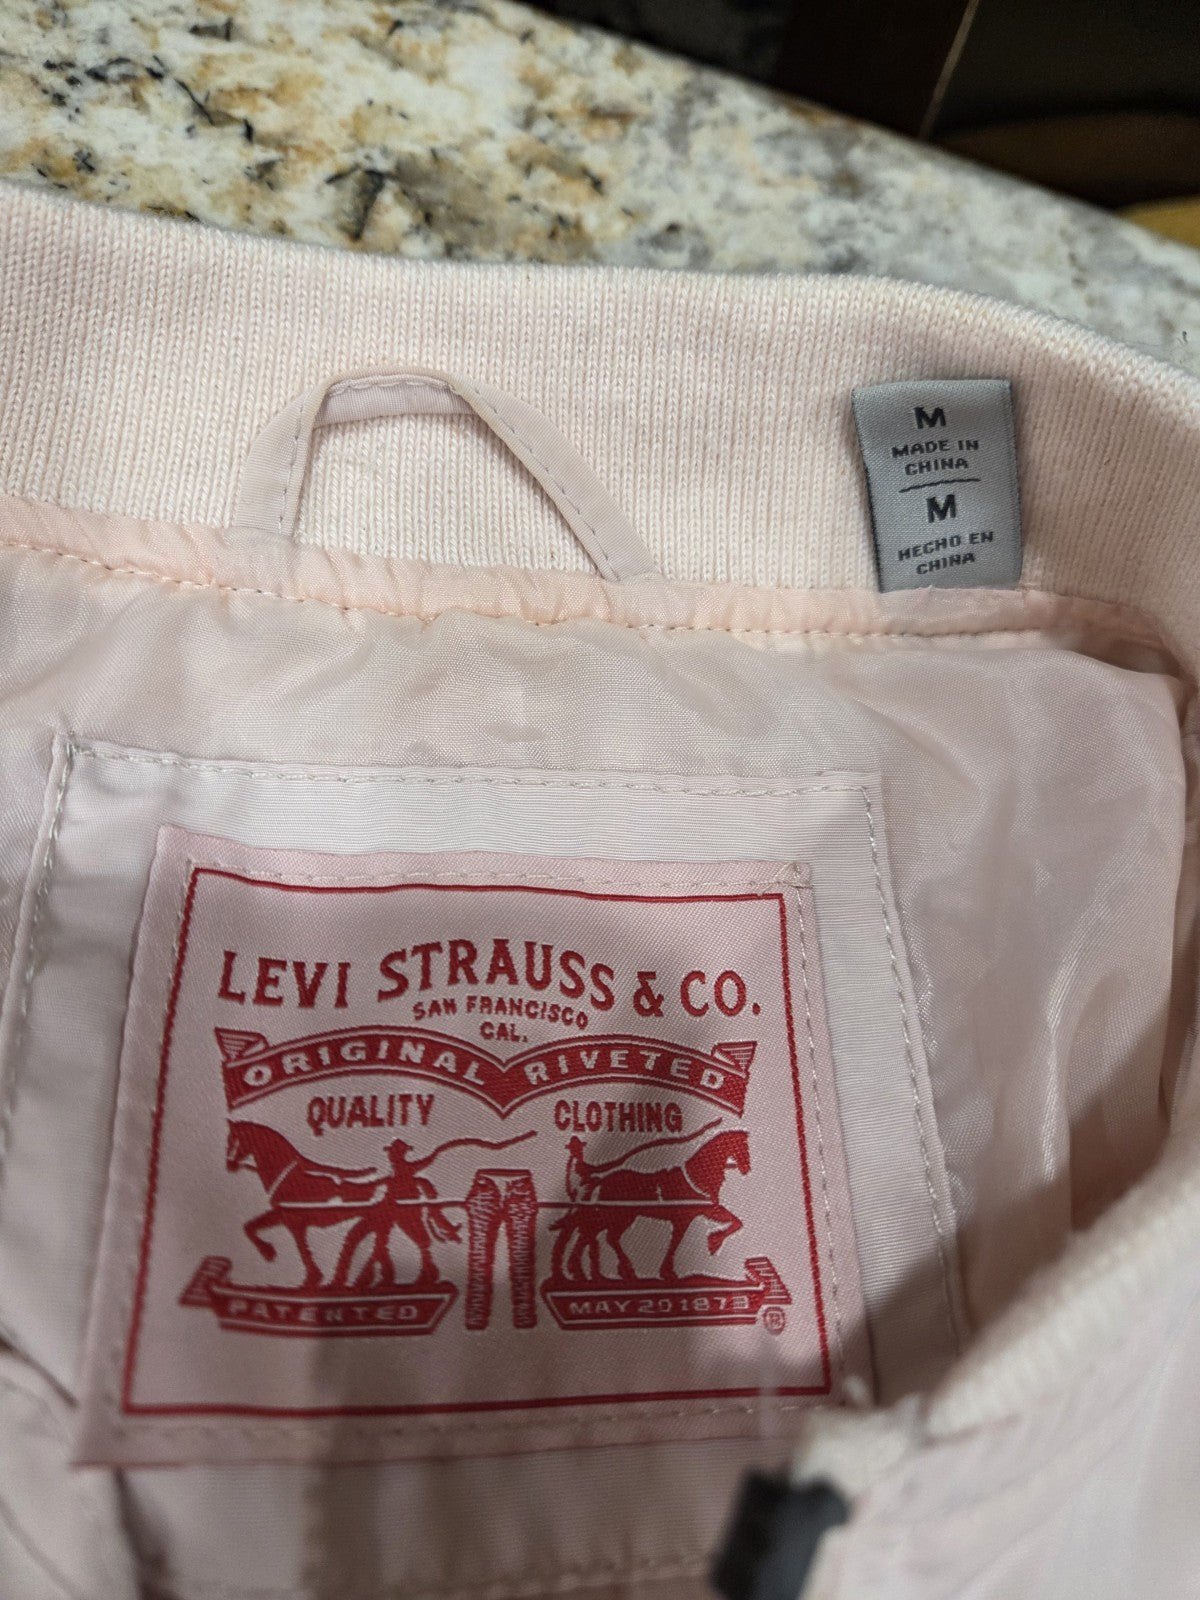 M
MADE IN
CHINA
M
HECHO EN
CHINA
LEVI STRAUSS & CO.
SAN FRANCISCO
CAL.
ORIGINAL RIVETED
QUALITY CLOTHING
PATENTED MAY 20 1873 ®